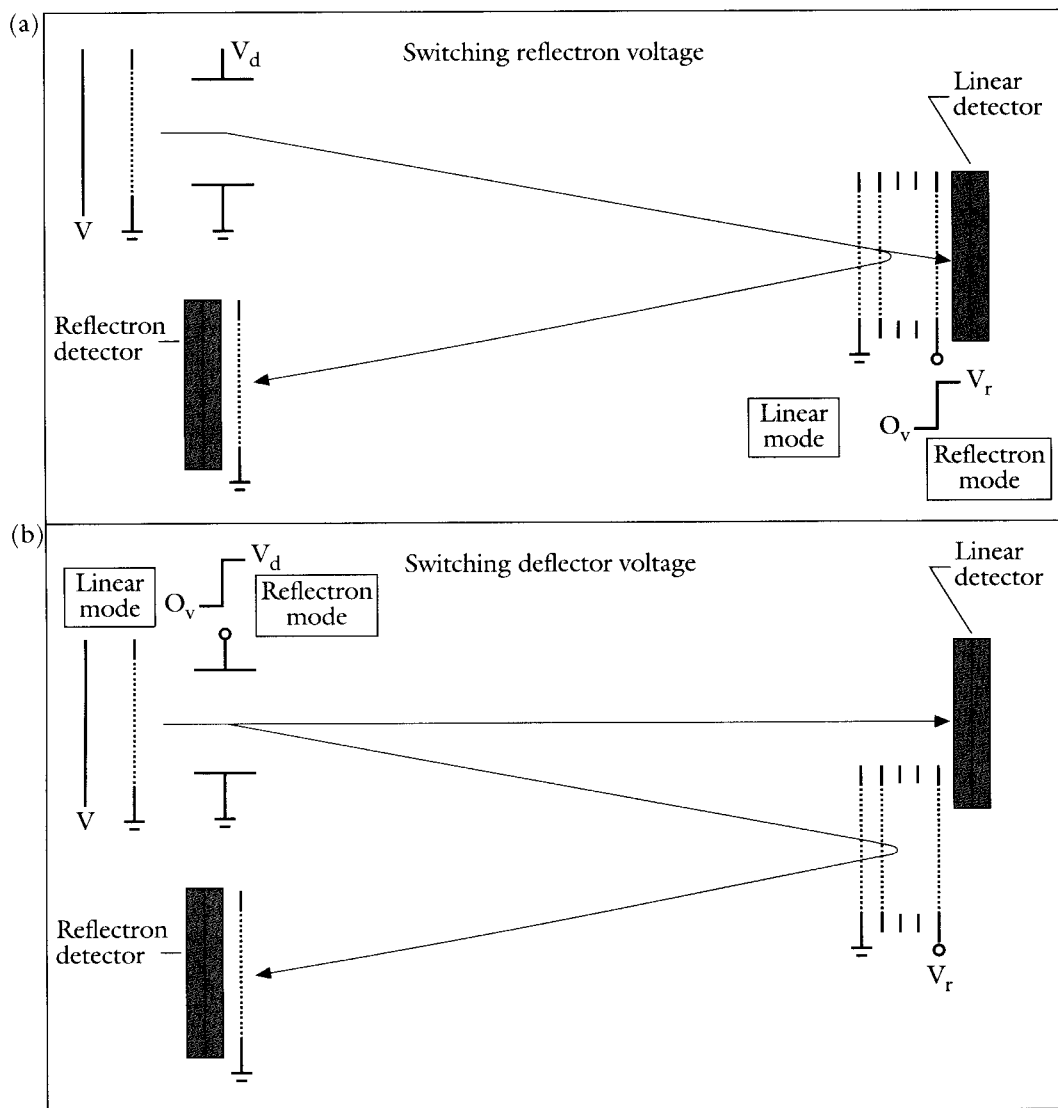 (a)
V_d
Switching reflectron voltage
Linear
detector
V
Reflectron
detector
Linear
mode
O_v
V_r
Reflectron
mode
(b)
V_d
Switching deflector voltage
Linear
detector
Linear
mode
O_v
Reflectron
mode
V
Reflectron
detector
V_r